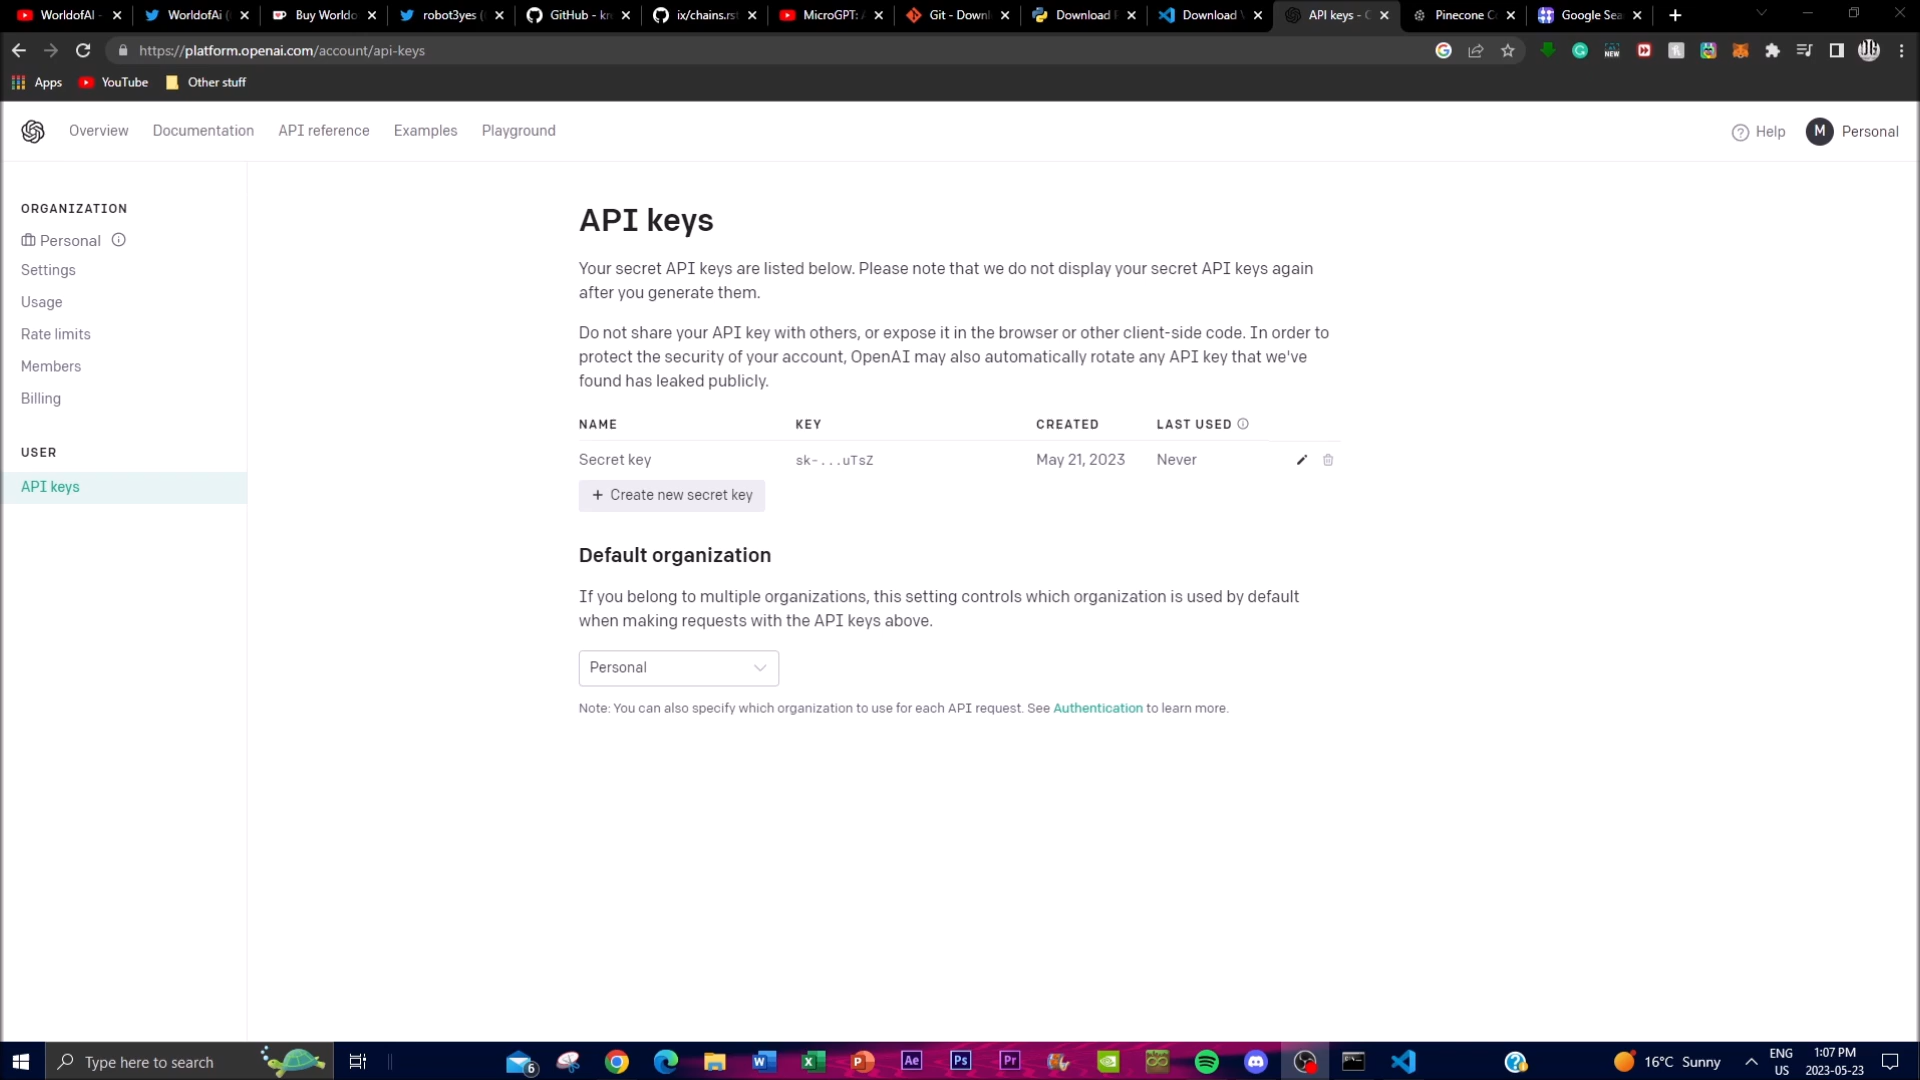 WorldofAI -
WorldofAi (
Buy Worldo
robot3yes (
GitHub - kr
ix/chains.rs
MicroGPT:
Git - Downl
Download
Download
API keys -
Pinecone C
Google Sea
https://platform.openai.com/account/api-keys
NEW
Apps
YouTube
Other stuff
Overview
Documentation
API reference
Examples
Playground
Help
M
Personal
ORGANIZATION
Personal
Settings
Usage
Rate limits
Members
Billing
USER
API keys
API keys
Your secret API keys are listed below. Please note that we do not display your secret API keys again
after you generate them.
Do not share your API key with others, or expose it in the browser or other client-side code. In order to
protect the security of your account, OpenAI may also automatically rotate any API key that we've
found has leaked publicly.
NAME KEY CREATED LAST USED
Secret key sk-...uTsZ May 21, 2023 Never
+ Create new secret key
Default organization
If you belong to multiple organizations, this setting controls which organization is used by default
when making requests with the API keys above.
Personal
Note: You can also specify which organization to use for each API request. See Authentication to learn more.
Type here to search
6
W
X
P
Ae
Ps
Pr
16°C Sunny
ENG
US
1:07 PM
2023-05-23